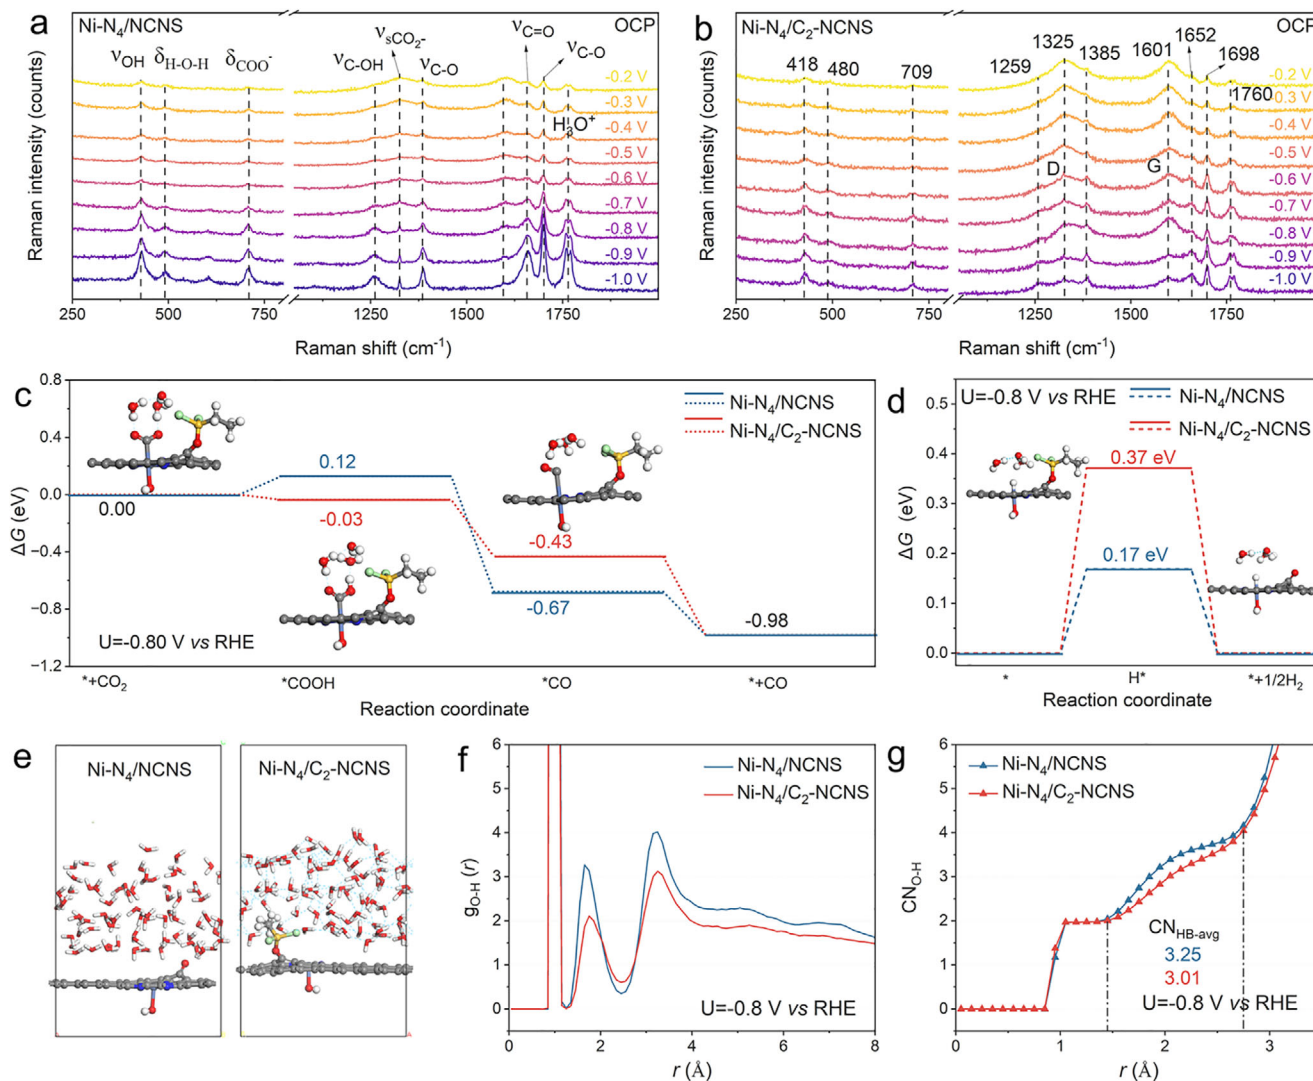 a
Ni-N₄/NCNS
OCP
ν_OH
δ_H-O-H
δ_COO⁻
ν_C-OH
ν_sCO₂⁻
ν_C-O
ν_C=O
ν_C-O
H₃O⁺
-0.2 V
-0.3 V
-0.4 V
-0.5 V
-0.6 V
-0.7 V
-0.8 V
-0.9 V
-1.0 V
Raman intensity (counts)
250 500 750 1250 1500 1750
Raman shift (cm⁻¹)
b
Ni-N₄/C₂-NCNS
OCP
418 480 709 1259 1325 1385 1601 1652 1698 1760
D
G
-0.2 V
-0.3 V
-0.4 V
-0.5 V
-0.6 V
-0.7 V
-0.8 V
-0.9 V
-1.0 V
Raman intensity (counts)
250 500 750 1250 1500 1750
Raman shift (cm⁻¹)
c
0.8
0.4
0.0
−0.4
−0.8
−1.2
ΔG (eV)
Ni-N₄/NCNS
Ni-N₄/C₂-NCNS
0.00
0.12
-0.03
-0.43
-0.67
-0.98
U=-0.80 V vs RHE
*+CO₂ *COOH *CO *+CO
Reaction coordinate
d
U=-0.8 V vs RHE
Ni-N₄/NCNS
Ni-N₄/C₂-NCNS
0.5
0.4
0.3
0.2
0.1
0.0
ΔG (eV)
0.37 eV
0.17 eV
* H* *+1/2H₂
Reaction coordinate
e
Ni-N₄/NCNS
Ni-N₄/C₂-NCNS
f
Ni-N₄/NCNS
Ni-N₄/C₂-NCNS
6
5
4
3
2
1
0
g_O-H (r)
U=-0.8 V vs RHE
0 2 4 6 8
r (Å)
g
Ni-N₄/NCNS
Ni-N₄/C₂-NCNS
6
5
4
3
2
1
0
CN_O-H
CN_HB-avg
3.25
3.01
U=-0.8 V vs RHE
0 1 2 3
r (Å)